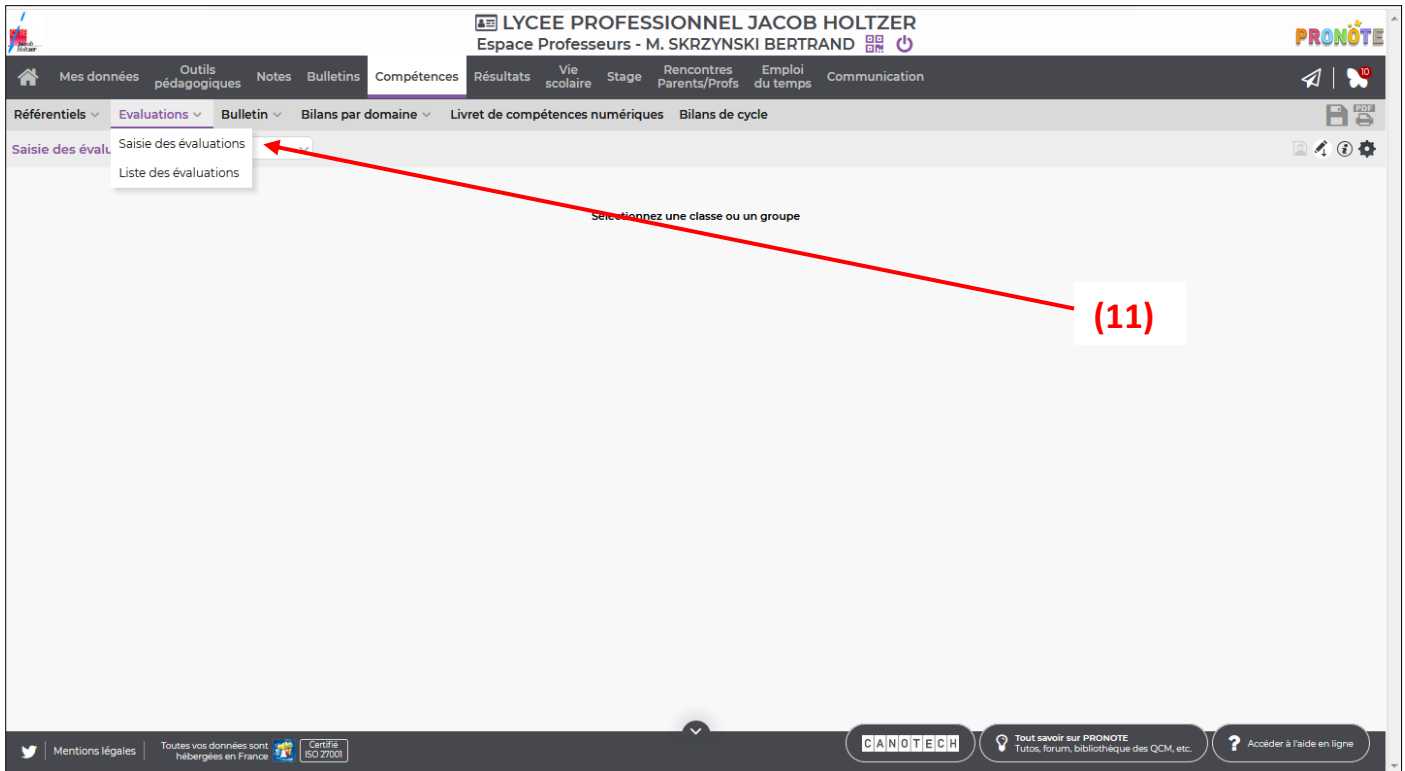 Jacob
Holtzer
LYCEE PROFESSIONNEL JACOB HOLTZER
Espace Professeurs - M. SKRZYNSKI BERTRAND
PRONOTE
Mes données
Outils
pédagogiques
Notes
Bulletins
Compétences
Résultats
Vie
scolaire
Stage
Rencontres
Parents/Profs
Emploi
du temps
Communication
10
Référentiels
Evaluations
Bulletin
Bilans par domaine
Livret de compétences numériques
Bilans de cycle
PDF
Saisie des évalu
Saisie des évaluations
Liste des évaluations
Sélectionnez une classe ou un groupe
(11)
Mentions légales
Toutes vos données sont
hébergées en France
Certifié
ISO 27001
CANOTECH
Tout savoir sur PRONOTE
Tutos, forum, bibliothèque des QCM, etc.
? Accéder à l'aide en ligne